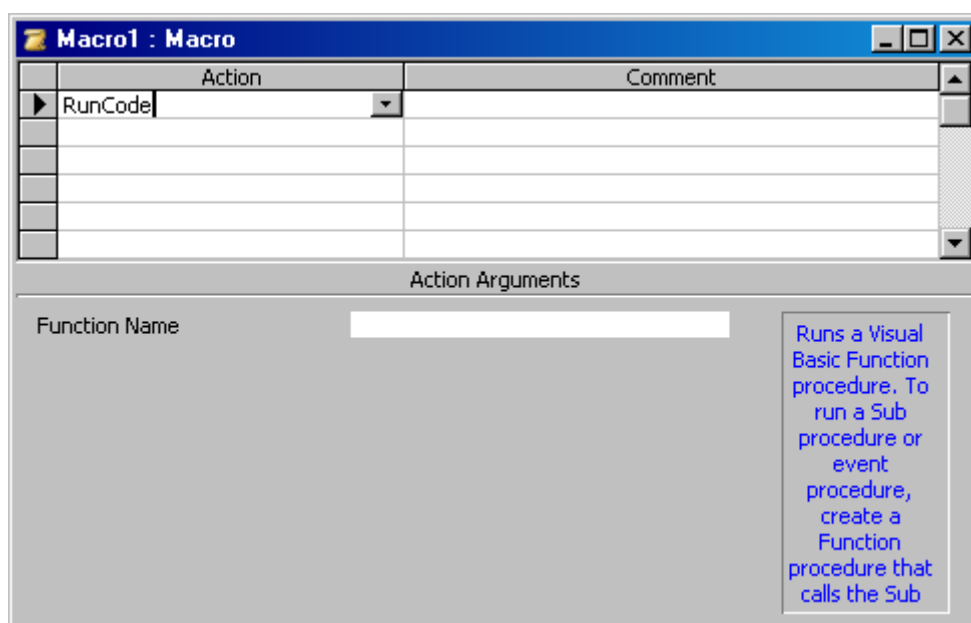 Macro1 : Macro
Action Comment
RunCode
Action Arguments
Function Name
Runs a Visual
Basic Function
procedure. To
run a Sub
procedure or
event
procedure,
create a
Function
procedure that
calls the Sub